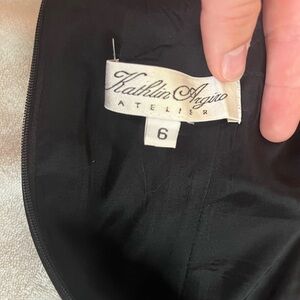 Kathlin Argiro
ATELIER
6